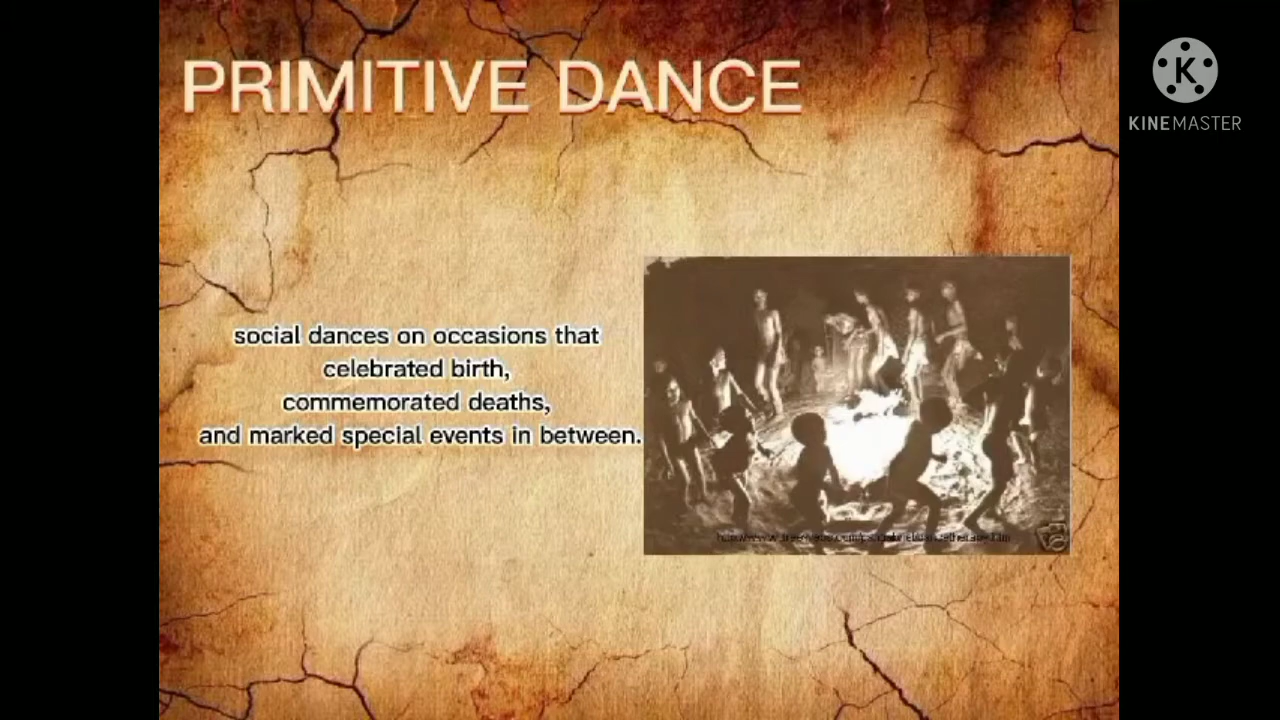 PRIMITIVE DANCE
K
KINEMASTER
social dances on occasions that
celebrated birth,
commemorated deaths,
and marked special events in between.